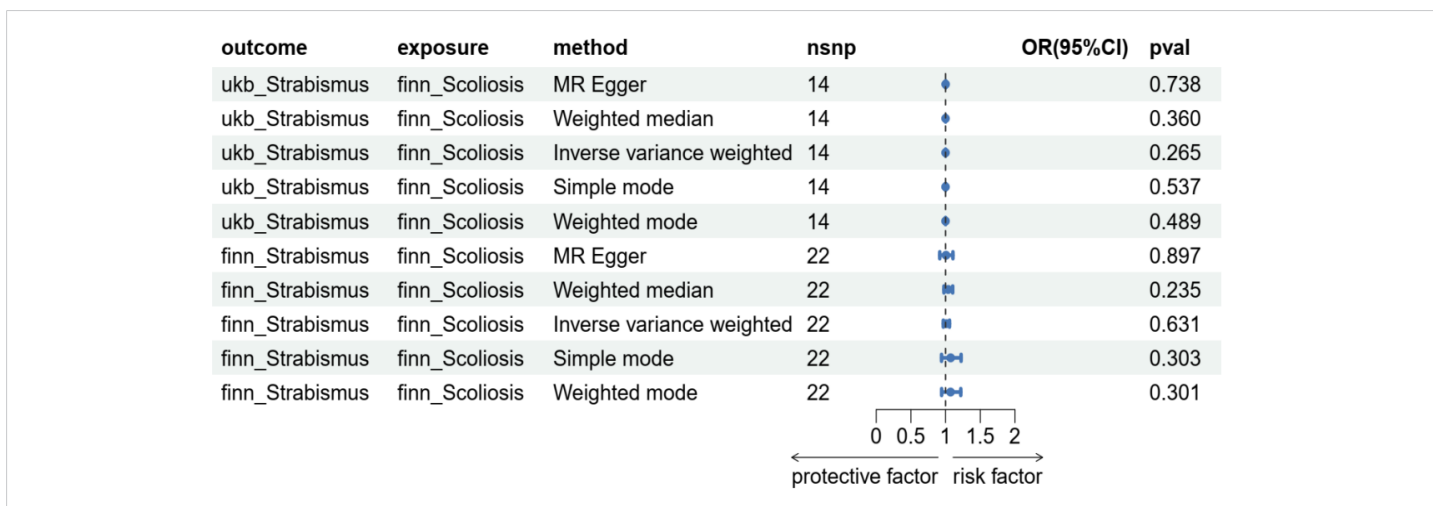 outcome exposure method nsnp OR(95%CI) pval
ukb_Strabismus finn_Scoliosis MR Egger 14 0.738
ukb_Strabismus finn_Scoliosis Weighted median 14 0.360
ukb_Strabismus finn_Scoliosis Inverse variance weighted 14 0.265
ukb_Strabismus finn_Scoliosis Simple mode 14 0.537
ukb_Strabismus finn_Scoliosis Weighted mode 14 0.489
finn_Strabismus finn_Scoliosis MR Egger 22 0.897
finn_Strabismus finn_Scoliosis Weighted median 22 0.235
finn_Strabismus finn_Scoliosis Inverse variance weighted 22 0.631
finn_Strabismus finn_Scoliosis Simple mode 22 0.303
finn_Strabismus finn_Scoliosis Weighted mode 22 0.301
0 0.5 1 1.5 2
protective factor risk factor